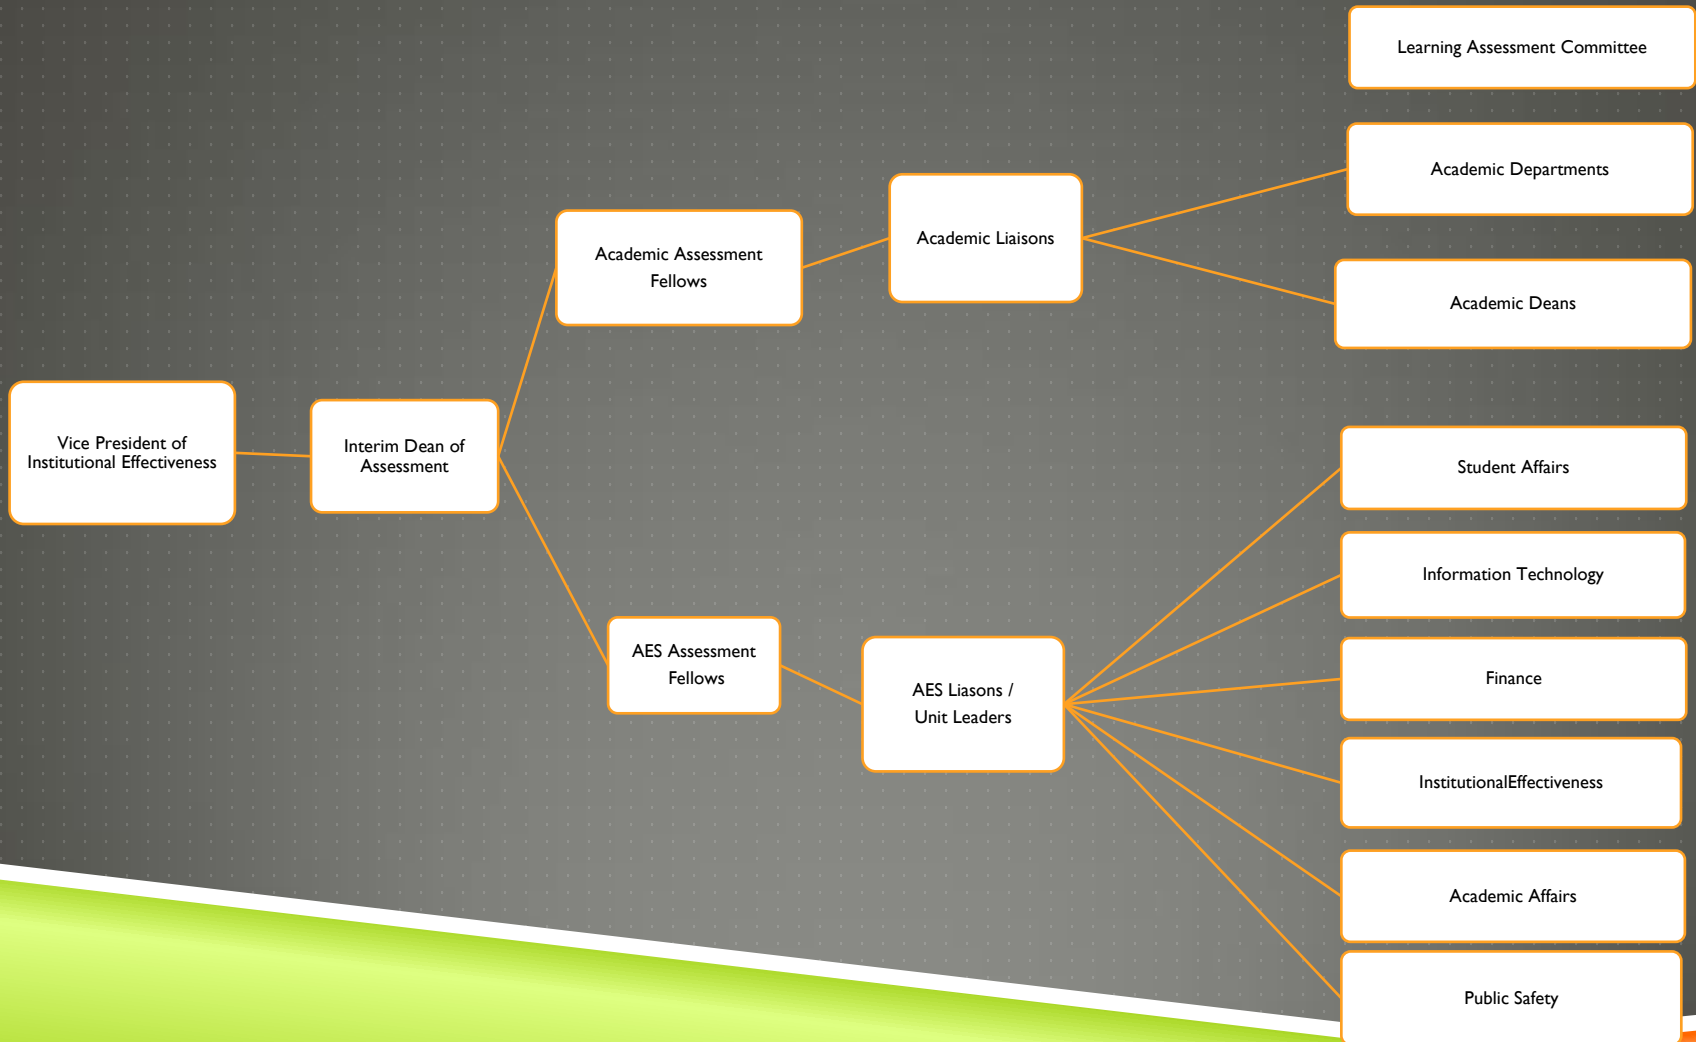 Learning Assessment Committee
Academic Departments
Academic Liaisons
Academic Assessment
Fellows
Academic Deans
Vice President of
Institutional Effectiveness
Interim Dean of
Assessment
Student Affairs
Information Technology
AES Assessment
Fellows
AES Liasons /
Unit Leaders
Finance
InstitutionalEffectiveness
Academic Affairs
Public Safety